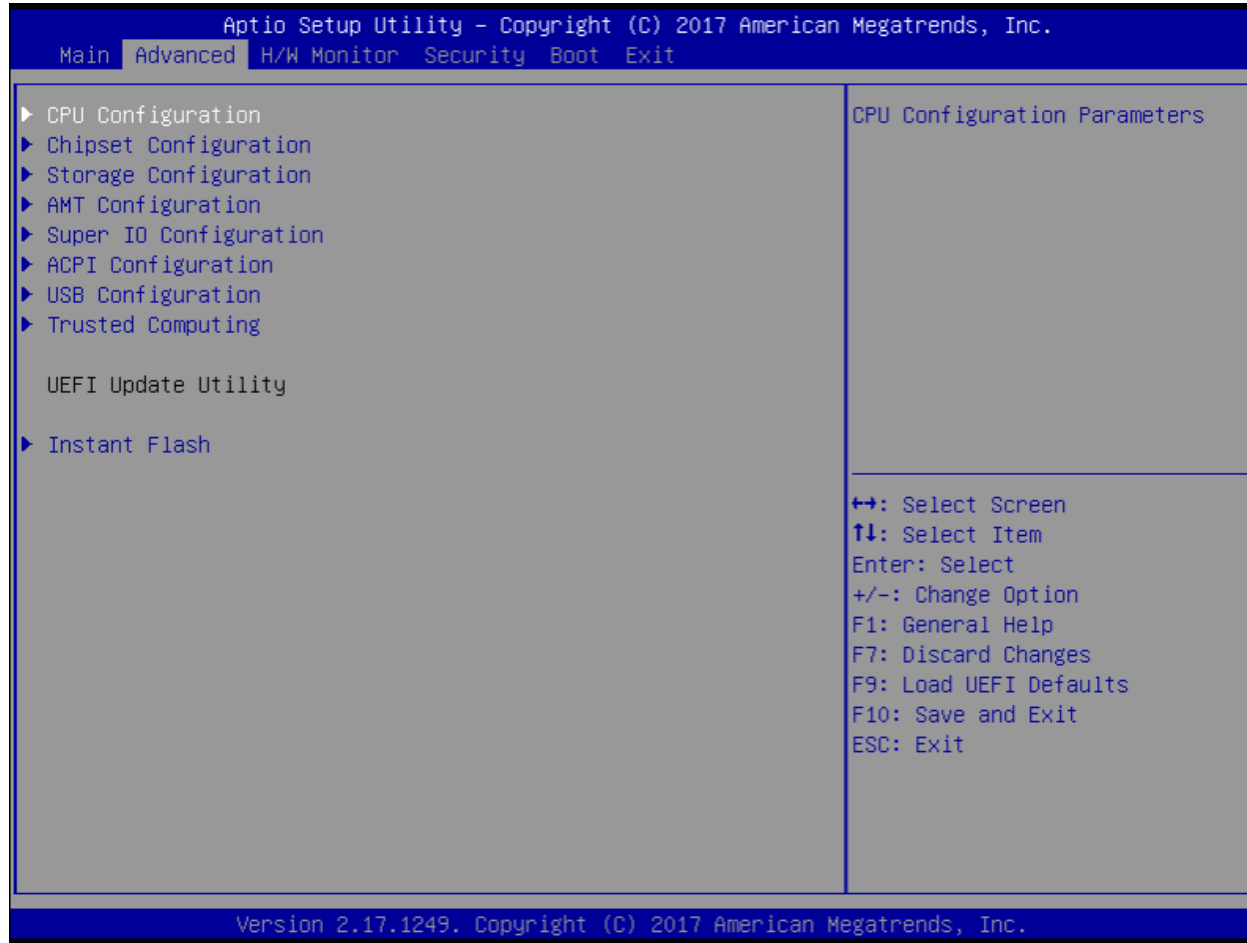 Aptio Setup Utility – Copyright (C) 2017 American Megatrends, Inc.
Main Advanced H/W Monitor Security Boot Exit
CPU Configuration
Chipset Configuration
Storage Configuration
AMT Configuration
Super IO Configuration
ACPI Configuration
USB Configuration
Trusted Computing
UEFI Update Utility
Instant Flash
CPU Configuration Parameters
↔: Select Screen
↑↓: Select Item
Enter: Select
+/-: Change Option
F1: General Help
F7: Discard Changes
F9: Load UEFI Defaults
F10: Save and Exit
ESC: Exit
Version 2.17.1249. Copyright (C) 2017 American Megatrends, Inc.